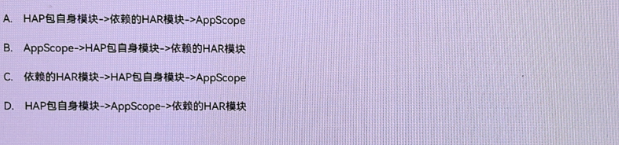 A. HAP包自身模块->依赖的HAR模块->AppScope
B. AppScope->HAP包自身模块->依赖的HAR模块
C. 依赖的HAR模块->HAP包自身模块->AppScope
D. HAP包自身模块->AppScope->依赖的HAR模块